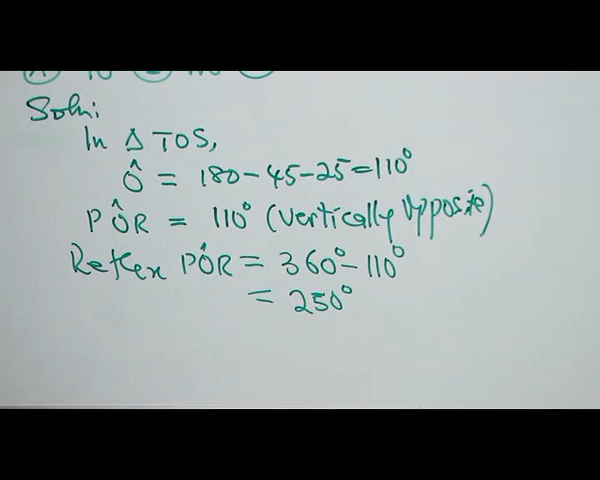 Soln:
In Δ TOS,
Ô = 180 - 45 - 25 = 110°
PÔR = 110° (vertically opposite)
Reflex PÔR = 360° - 110°
= 250°